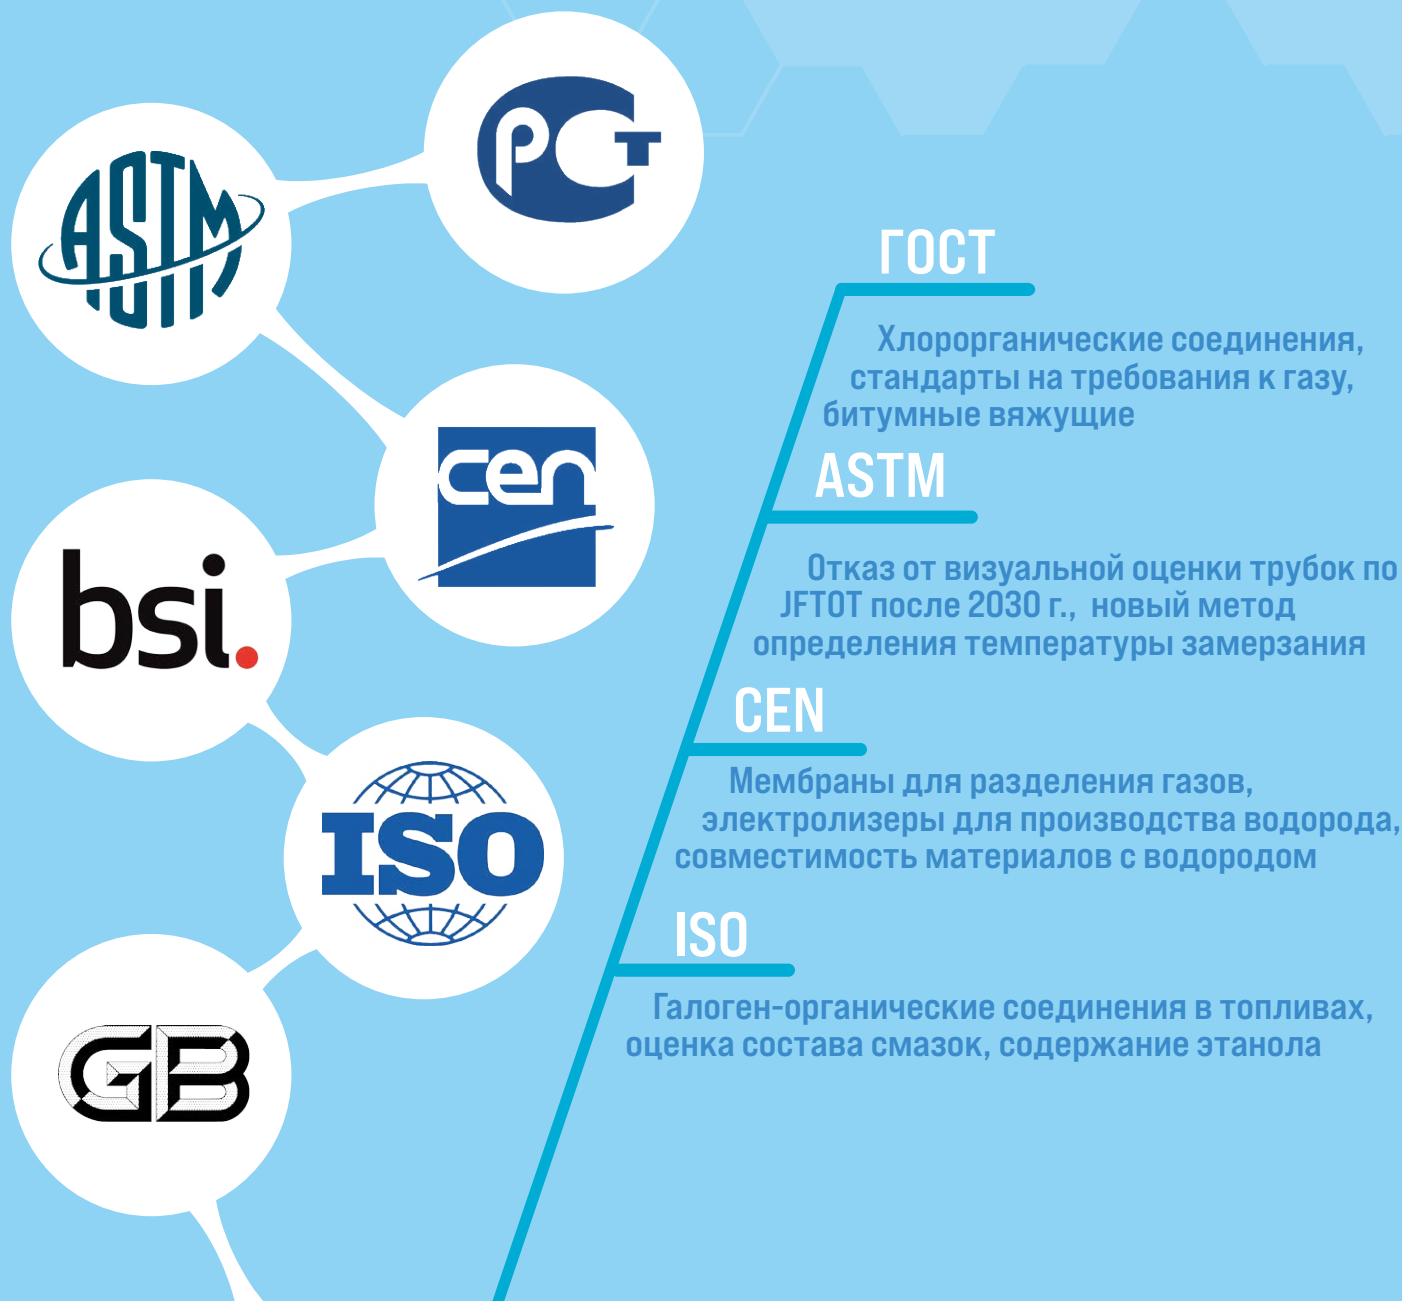 РСТ
ASTM
cen
bsi.
ISO
GB
ГОСТ
Хлорорганические соединения,
стандарты на требования к газу,
битумные вяжущие
ASTM
Отказ от визуальной оценки трубок по
JFTOT после 2030 г., новый метод
определения температуры замерзания
CEN
Мембраны для разделения газов,
электролизеры для производства водорода,
совместимость материалов с водородом
ISO
Галоген-органические соединения в топливах,
оценка состава смазок, содержание этанола